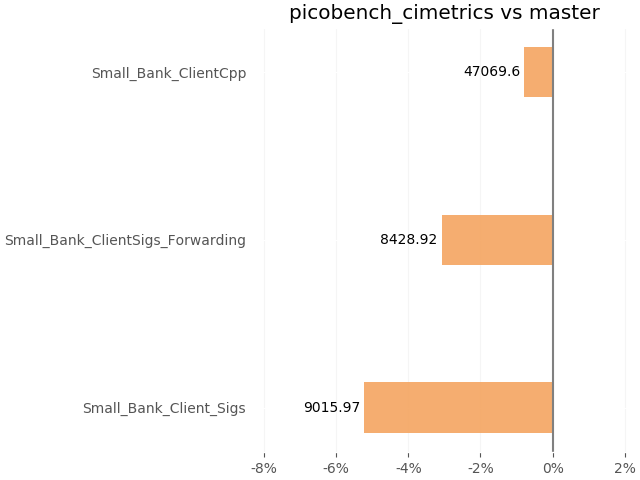 picobench_cimetrics vs master
Small_Bank_ClientCpp
47069.6
Small_Bank_ClientSigs_Forwarding
8428.92
Small_Bank_Client_Sigs
9015.97
-8% -6% -4% -2% 0% 2%